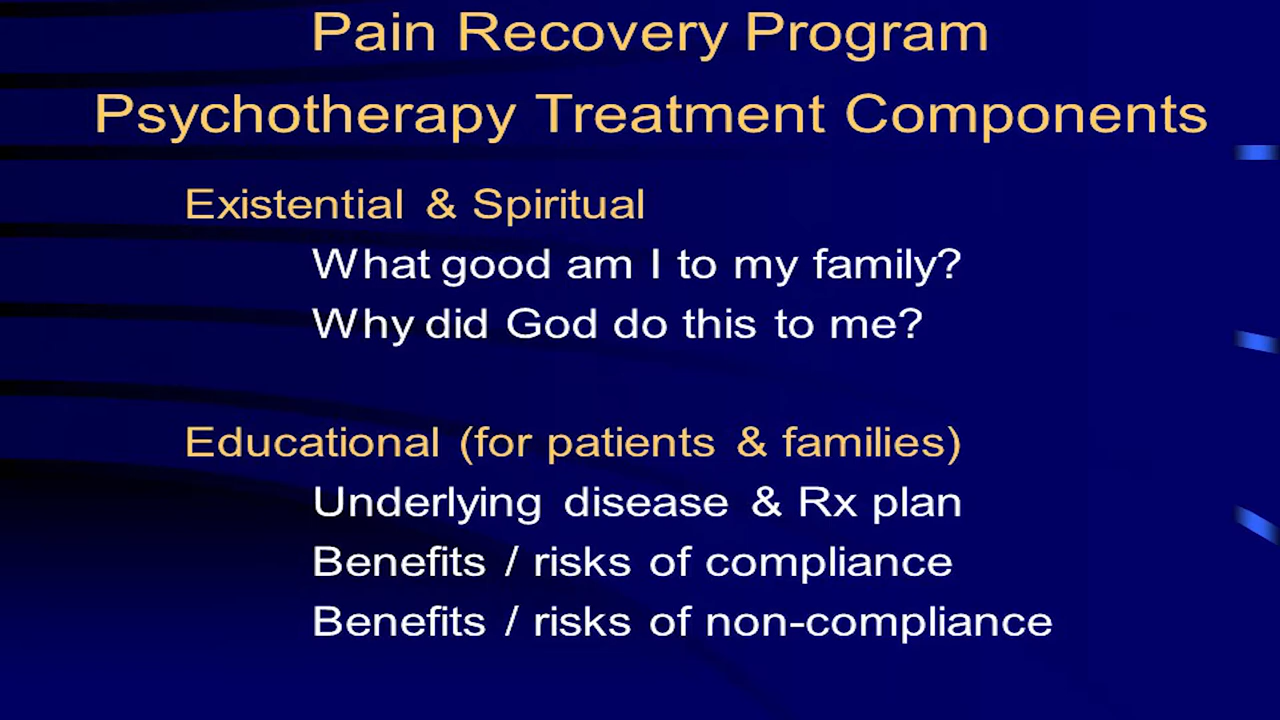 Pain Recovery Program
Psychotherapy Treatment Components
Existential & Spiritual
What good am I to my family?
Why did God do this to me?
Educational (for patients & families)
Underlying disease & Rx plan
Benefits / risks of compliance
Benefits / risks of non-compliance